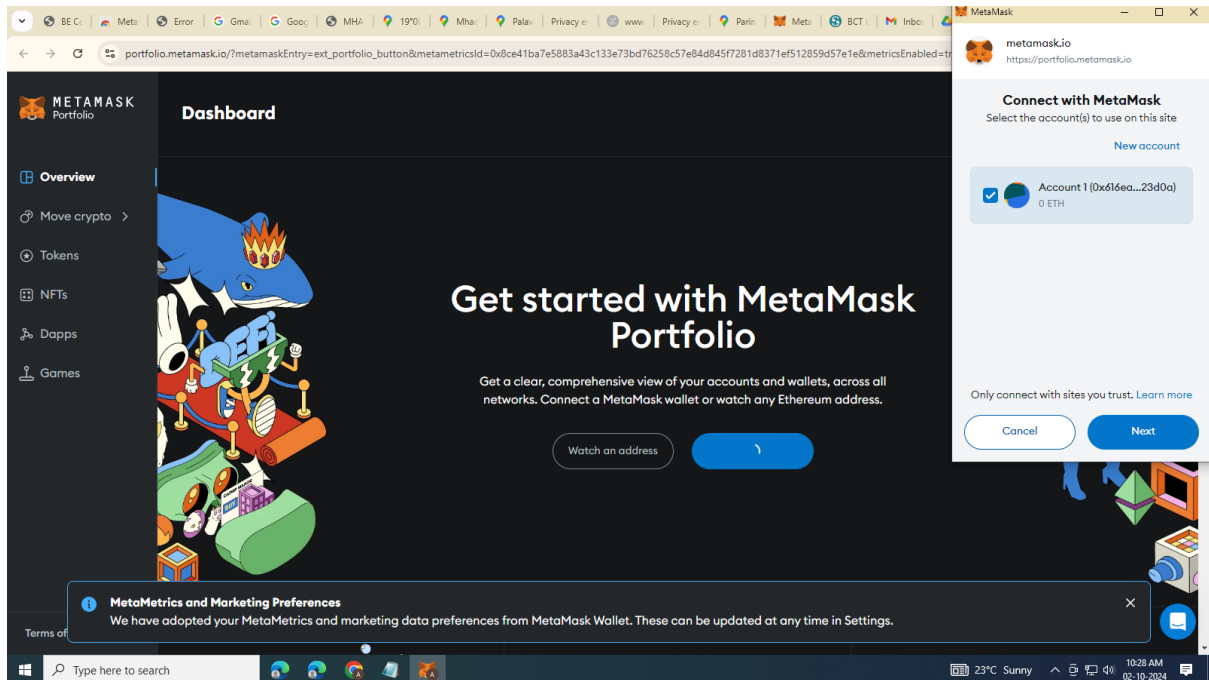 BE Co
Meta
Error
Gmai
Goog
MHA
19°0(
Mhac
Palav
Privacy e
www
Privacy e
Parin
Meta
BCT
Inbo
MetaMask
portfolio.metamask.io/?metamaskEntry=ext_portfolio_button&metametricsId=0x8ce41ba7e5883a43c133e73bd76258c57e84d845f7281d8371ef512859d57e1e&metricsEnabled=tr
metamask.io
https://portfolio.metamask.io
METAMASK
Portfolio
Dashboard
Connect with MetaMask
Select the account(s) to use on this site
New account
Account 1 (0x616ea...23d0a)
0 ETH
Overview
Move crypto
Tokens
NFTs
Dapps
Games
DEFI
Get started with MetaMask
Portfolio
Get a clear, comprehensive view of your accounts and wallets, across all
networks. Connect a MetaMask wallet or watch any Ethereum address.
Watch an address
Only connect with sites you trust. Learn more
Cancel
Next
BUY
MetaMetrics and Marketing Preferences
We have adopted your MetaMetrics and marketing data preferences from MetaMask Wallet. These can be updated at any time in Settings.
Terms of
Type here to search
23°C Sunny
10:28 AM
02-10-2024